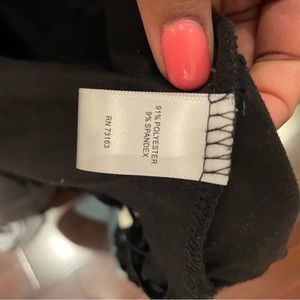 91% POLYESTER
9% SPANDEX
RN 73163